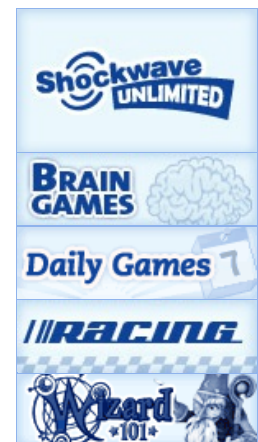 Shockwave
UNLIMITED
BRAIN
GAMES
Daily Games
7
RACING
Wizard
101